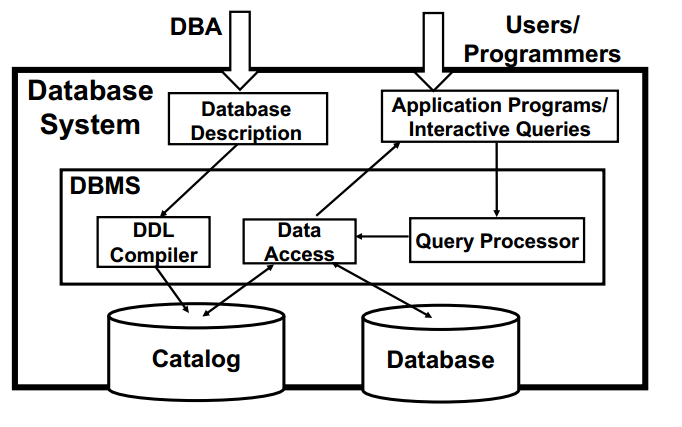 DBA
Users/
Programmers
Database
System
Database
Description
Application Programs/
Interactive Queries
DBMS
DDL
Compiler
Data
Access
Query Processor
Catalog
Database